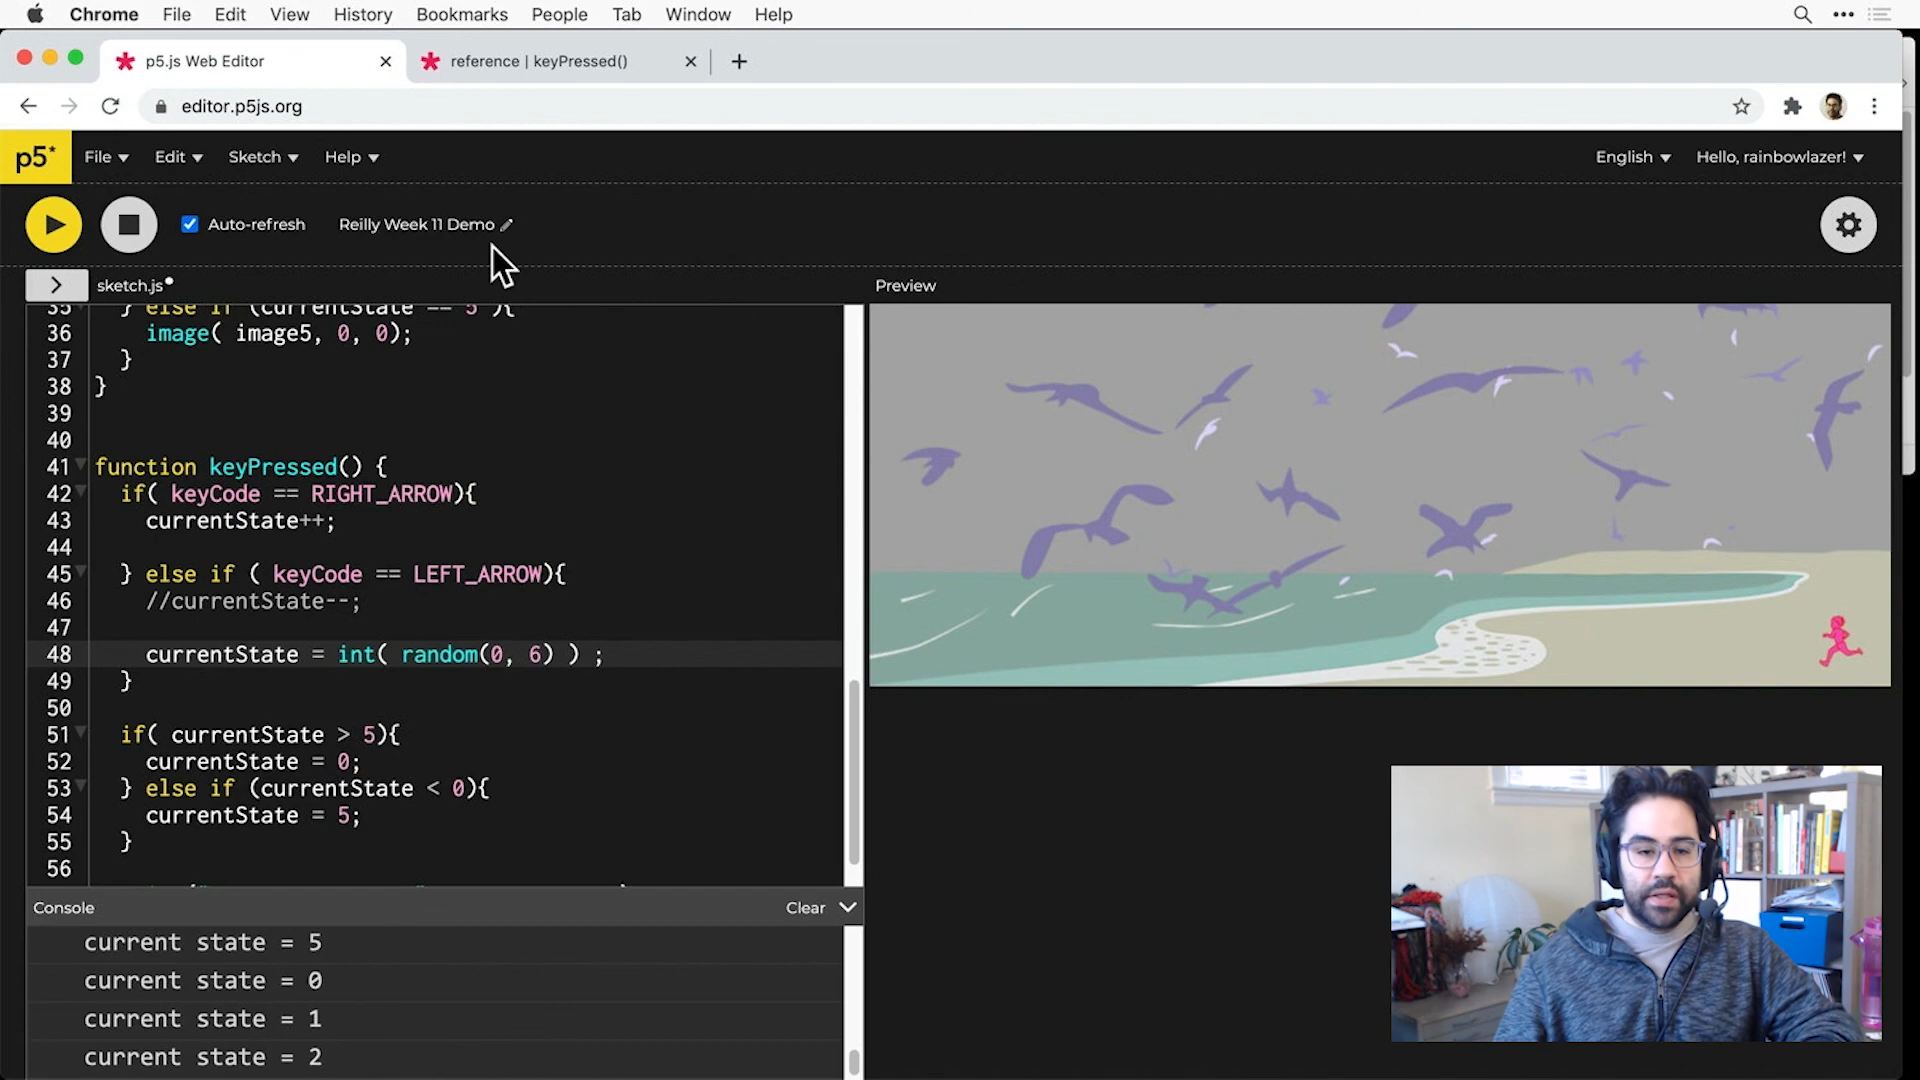 Chrome File Edit View History Bookmarks People Tab Window Help
p5.js Web Editor
reference | keyPressed()
editor.p5js.org
p5* File Edit Sketch Help English Hello, rainbowlazer!
Auto-refresh Reilly Week 11 Demo
sketch.js
Preview
35 } else if (currentState == 5 ){
36 image( image5, 0, 0);
37 }
38 }
39
40
41 function keyPressed() {
42 if( keyCode == RIGHT_ARROW){
43 currentState++;
44
45 } else if ( keyCode == LEFT_ARROW){
46 //currentState--;
47
48 currentState = int( random(0, 6) ) ;
49 }
50
51 if( currentState > 5){
52 currentState = 0;
53 } else if (currentState < 0){
54 currentState = 5;
55 }
56
Console Clear
current state = 5
current state = 0
current state = 1
current state = 2